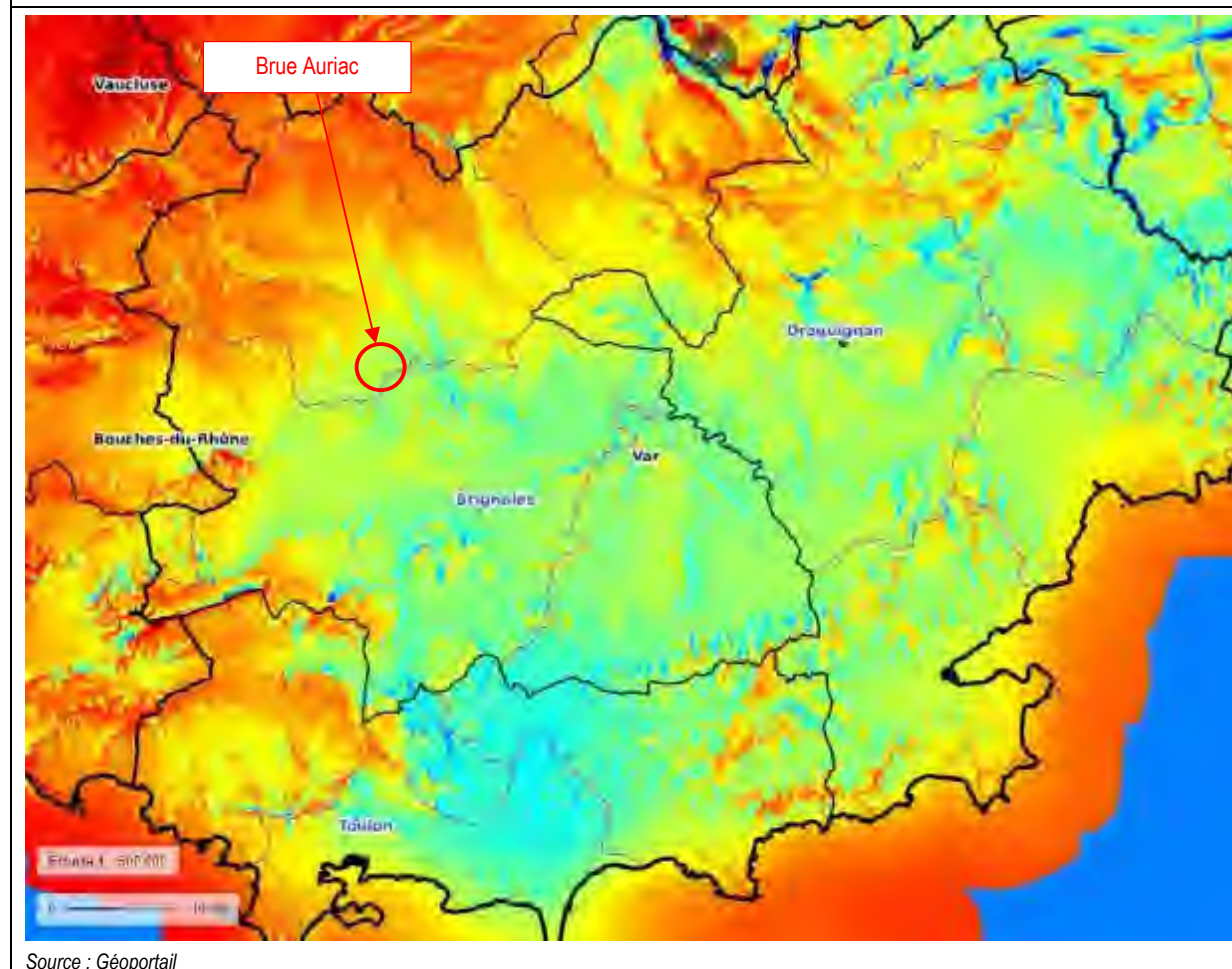 Brue Auriac
Vaucluse
Draguignan
Bouches-du-Rhône
Var
Brignoles
Toulon
Source : Géoportail